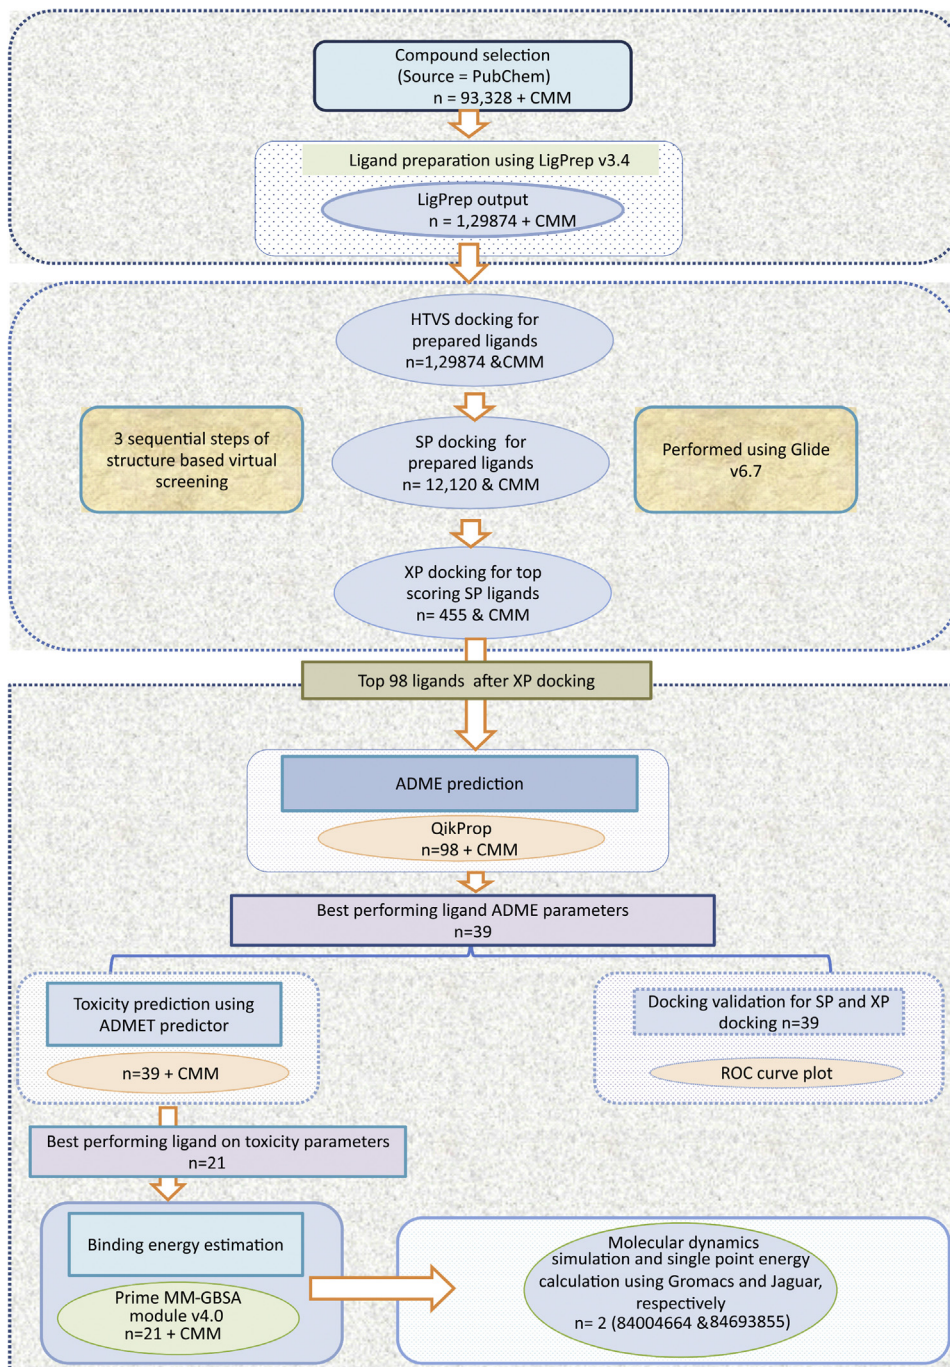 Compound selection
(Source = PubChem)
n = 93,328 + CMM
Ligand preparation using LigPrep v3.4
LigPrep output
n = 1,29874 + CMM
HTVS docking for
prepared ligands
n=1,29874 &CMM
3 sequential steps of
structure based virtual
screening
SP docking for
prepared ligands
n= 12,120 & CMM
Performed using Glide
v6.7
XP docking for top
scoring SP ligands
n= 455 & CMM
Top 98 ligands after XP docking
ADME prediction
QikProp
n=98 + CMM
Best performing ligand ADME parameters
n=39
Toxicity prediction using
ADMET predictor
n=39 + CMM
Docking validation for SP and XP
docking n=39
ROC curve plot
Best performing ligand on toxicity parameters
n=21
Binding energy estimation
Prime MM-GBSA
module v4.0
n=21 + CMM
Molecular dynamics
simulation and single point energy
calculation using Gromacs and Jaguar,
respectively
n= 2 (84004664 &84693855)